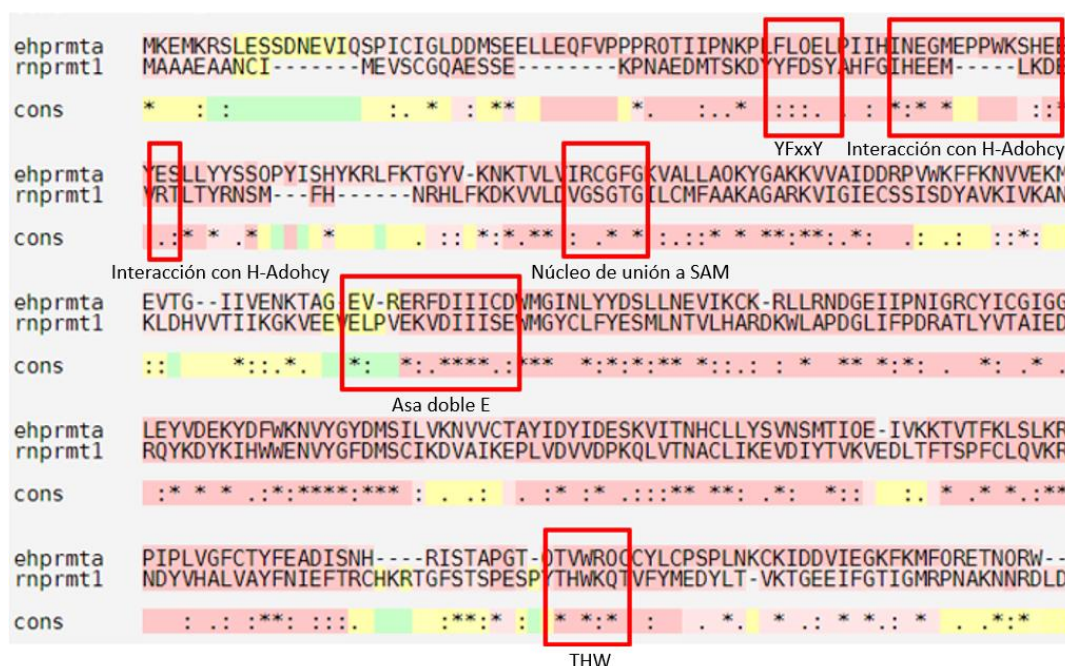 ehprmta MKEMKRSLESSDNEVIQSPICIGLDDMSEELLEQFVPPPROTIIPNKPLFLOELPIIHINEGMEPPWKSHEE
rnprmt1 MAAAEAANCI-------MEVSCGQAESSE--------KPNAEDMTSKDYYFDSYAHFGIHEEM-----LKDE
cons * : : :. * : ** *. :..* :::. : *:* * ::*
YFxxY Interacción con H-Adohcy
ehprmta YESLLYYSSOPYISHYKRLFKTGYV-KNKTVLVIRCGFGKVALLAOKYGAKKVVAIDDRPVWKFFKNVVEKM
rnprmt1 VRTLTYRNSM---FH------NRHLFKDKVVLDVGSGTGILCMFAAKAGARKVIGIECSSISDYAVKIVKAN
cons .:* * .* * . :: *:*.** : .* * :.::* * **:**:.*: .: .: ::*:
Interacción con H-Adohcy Núcleo de unión a SAM
ehprmta EVTG--IIVENKTAG-EV-RERFDIIIICDWMGINLYYDSLLNEVIKCK-RLLRNDGEIIPNIGRCYICGIGG
rnprmt1 KLDHVVTIIKGKVEEVELPVEKVDIIISEWMGYCLFYESMLNTVLHARDKWLAPDGLIFPDRATLYVTAIED
cons :: *::.*. *: *:.****.:*** *:*:** *::.: : * ** *:*: *: .*
Asa doble E
ehprmta LEYVDEKYDFWKNVYGYDMSILVKNVVCTAYIDYIDESKVITNHCLLYSVNSMTIOE-IVKKTVTFKLSLKR
rnprmt1 RQYKDYKIHWWENVYGFDMSCIKDVAIKEPLVDVVDPKQLVTNACLIKEVDIYTVKVEDLTFTSPFCLQVKR
cons :* * * .:*:****:*** : . .: . :* :* .:::** **: .*: *:: :. * .* *.:**
ehprmta PIPLVGFCTYFEADISNH----RISTAPGT-OTVWROCCYLCPSPLNKCKIDDVIEGKFKMFORETNORW--
rnprmt1 NDYVHALVAYFNIEFTRCHKRTGFSTSPESPYTHWKQTVFYMEDYLT-VKTGEEIFGTIGMRPNAKNNRDLD
cons : .: :**: :::. :**:* : * *:* : . *. * .: * .: * . .*:*
THW